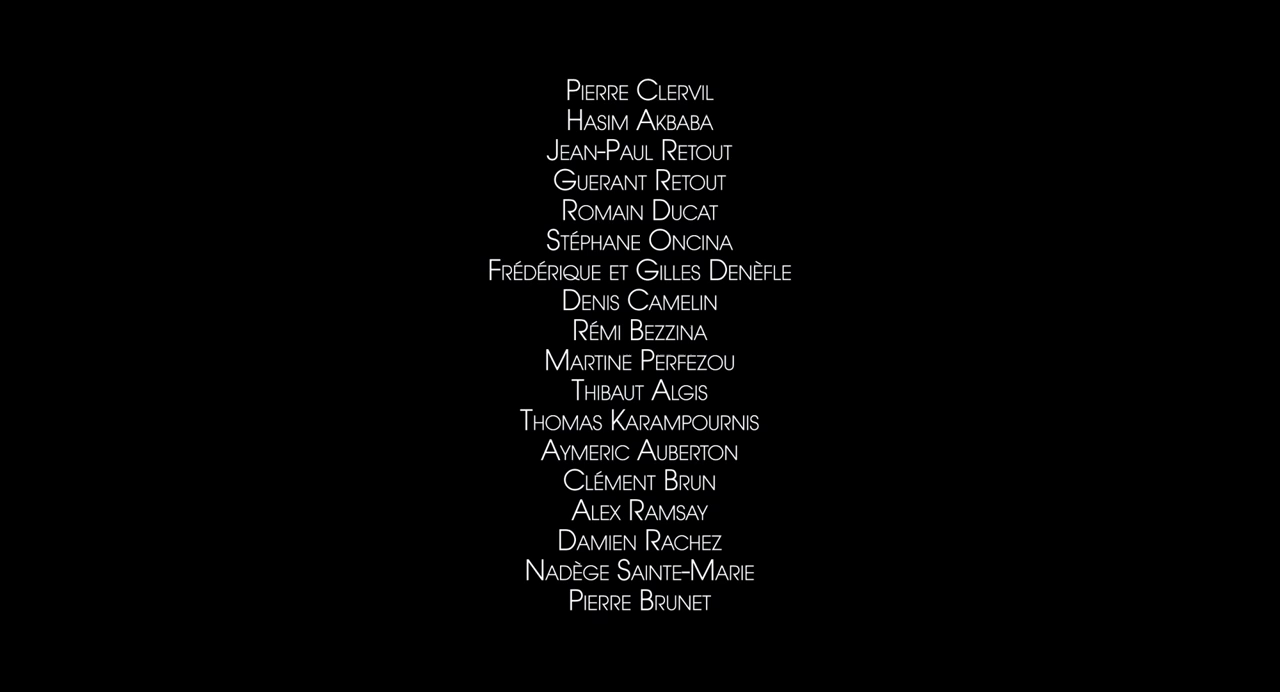 Pierre Clervil
Hasim Akbaba
Jean-Paul Retout
Guerant Retout
Romain Ducat
Stéphane Oncina
Frédérique et Gilles Denèfle
Denis Camelin
Rémi Bezzina
Martine Perfezou
Thibaut Algis
Thomas Karampournis
Aymeric Auberton
Clément Brun
Alex Ramsay
Damien Rachez
Nadège Sainte-Marie
Pierre Brunet